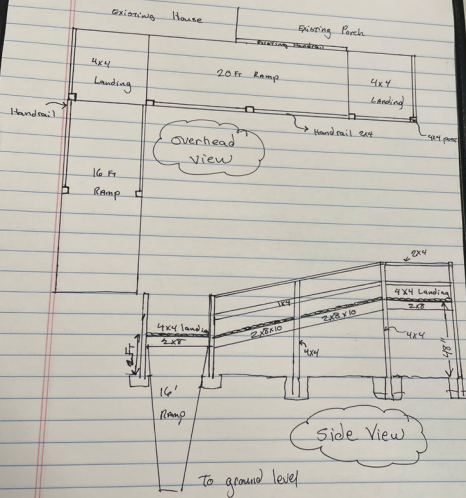 Existing House
Existing Porch
Existing Handrail
4x4
Landing
20 Ft Ramp
4x4
Landing
Handrail
Handrail 2x4
4x4 post
Overhead
View
16 Ft
Ramp
2x4
4x4 Landing
2x8
1x4
2x8x10
2x8x10
4x4 landing
2x8
4x4
4x4
48"
16'
Ramp
Side View
To ground level